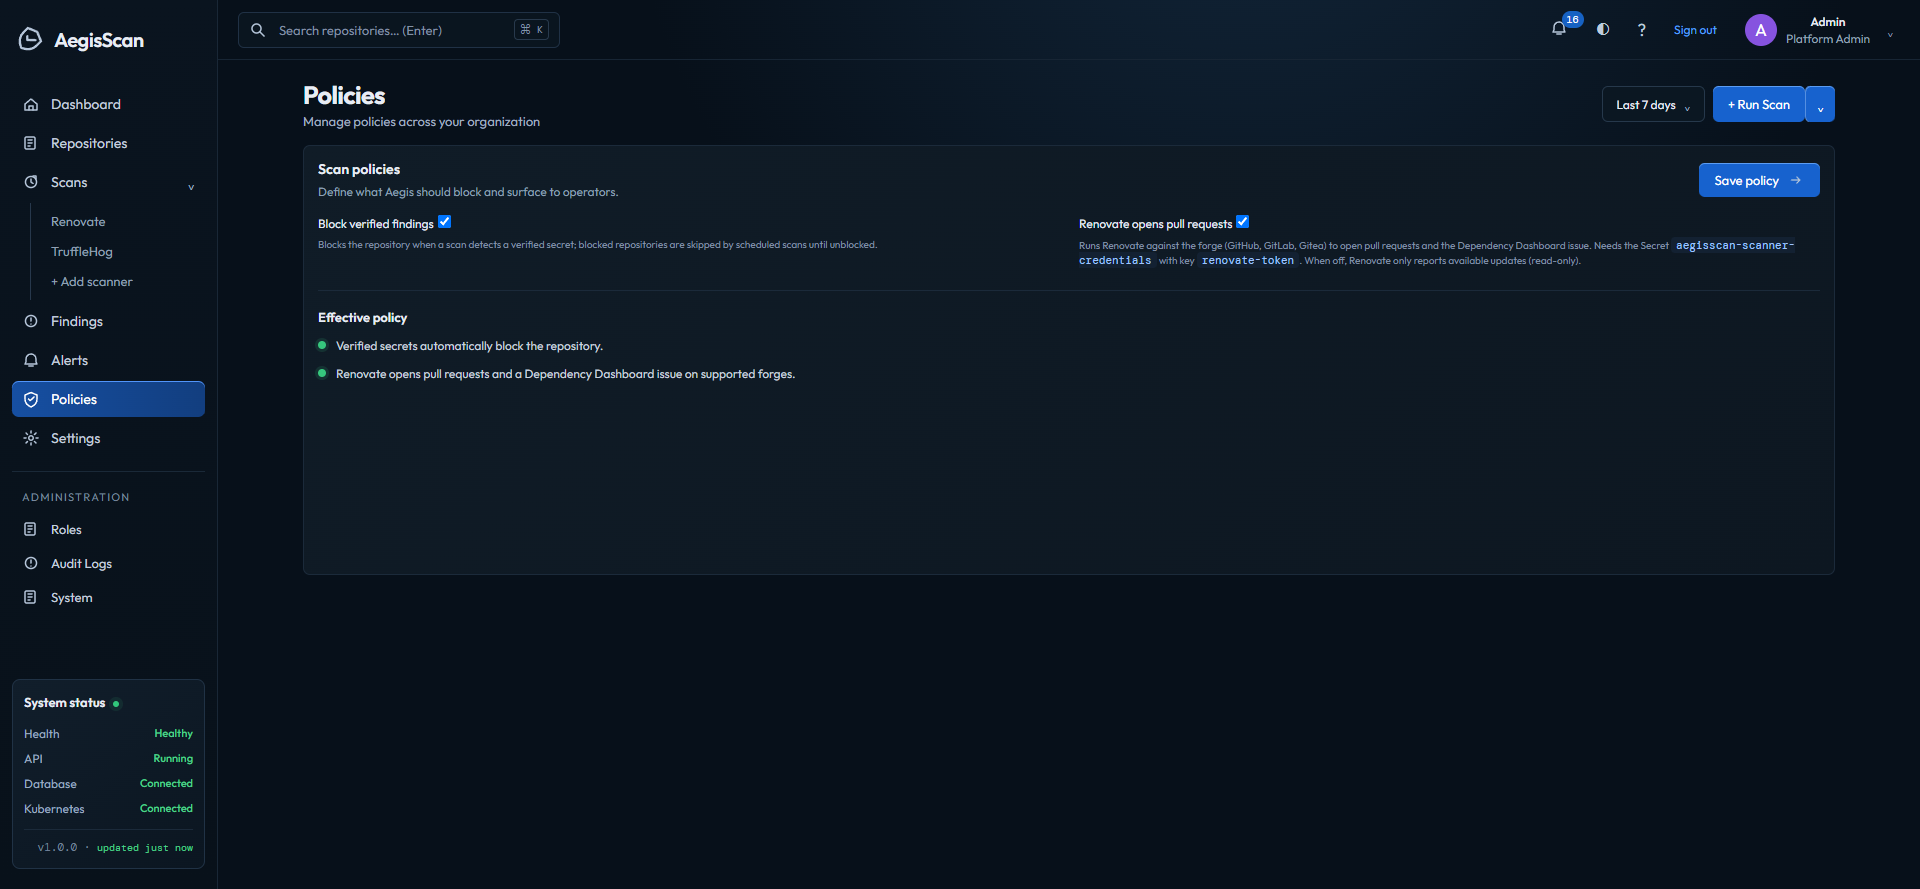 AegisScan
Search repositories... (Enter)
⌘ K
16
?
Sign out
A
Admin
Platform Admin
Dashboard
Repositories
Scans
Renovate
TruffleHog
+ Add scanner
Findings
Alerts
Policies
Settings
ADMINISTRATION
Roles
Audit Logs
System
System status
Health Healthy
API Running
Database Connected
Kubernetes Connected
v1.0.0 · updated just now
Policies
Manage policies across your organization
Last 7 days
+ Run Scan
Scan policies
Define what Aegis should block and surface to operators.
Save policy →
Block verified findings
Blocks the repository when a scan detects a verified secret; blocked repositories are skipped by scheduled scans until unblocked.
Renovate opens pull requests
Runs Renovate against the forge (GitHub, GitLab, Gitea) to open pull requests and the Dependency Dashboard issue. Needs the Secret aegisscan-scanner-
credentials with key renovate-token . When off, Renovate only reports available updates (read-only).
Effective policy
Verified secrets automatically block the repository.
Renovate opens pull requests and a Dependency Dashboard issue on supported forges.